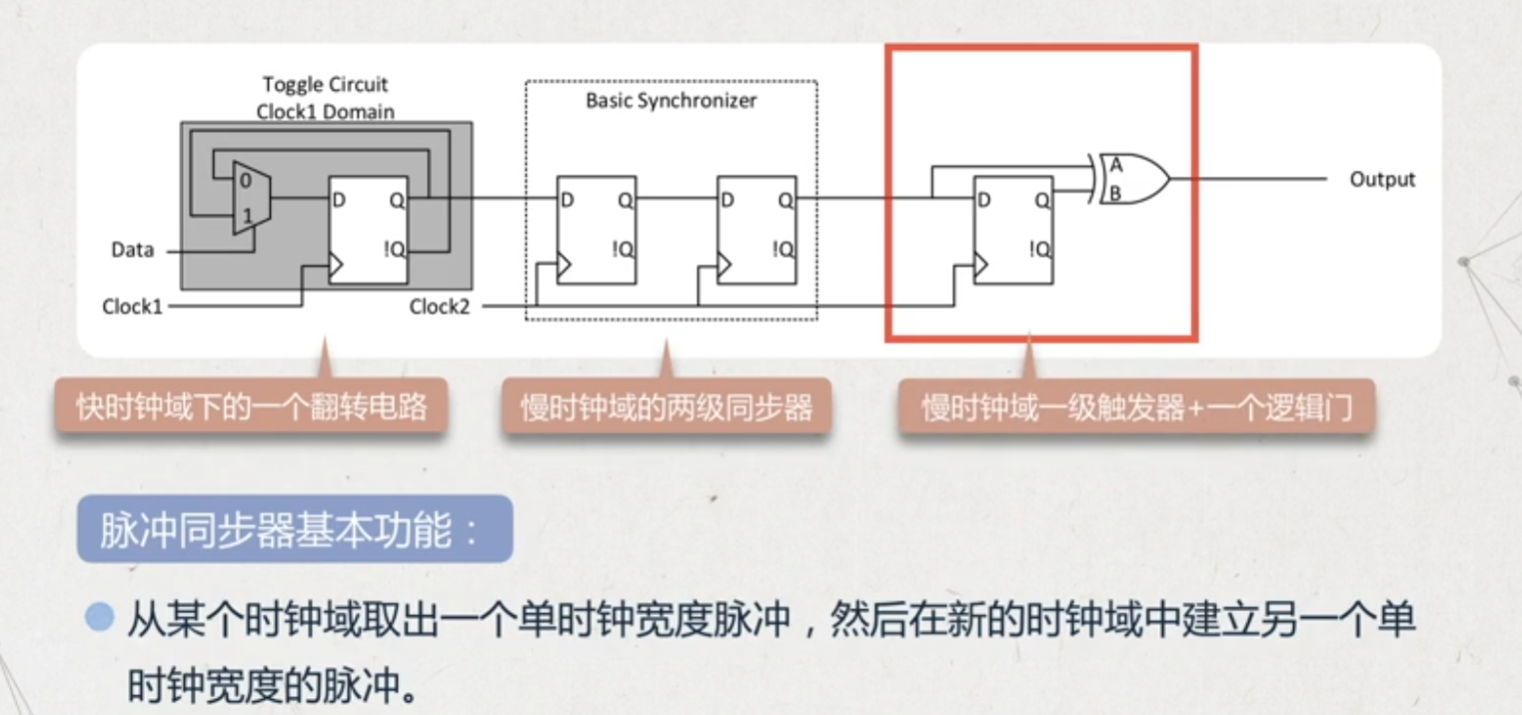 Toggle Circuit
Clock1 Domain
Basic Synchronizer
0
1
D
Q
!Q
D
Q
!Q
D
Q
!Q
D
Q
!Q
A
B
Output
Data
Clock1
Clock2
快时钟域下的一个翻转电路
慢时钟域的两级同步器
慢时钟域一级触发器+一个逻辑门
脉冲同步器基本功能：
从某个时钟域取出一个单时钟宽度脉冲，然后在新的时钟域中建立另一个单
时钟宽度的脉冲。